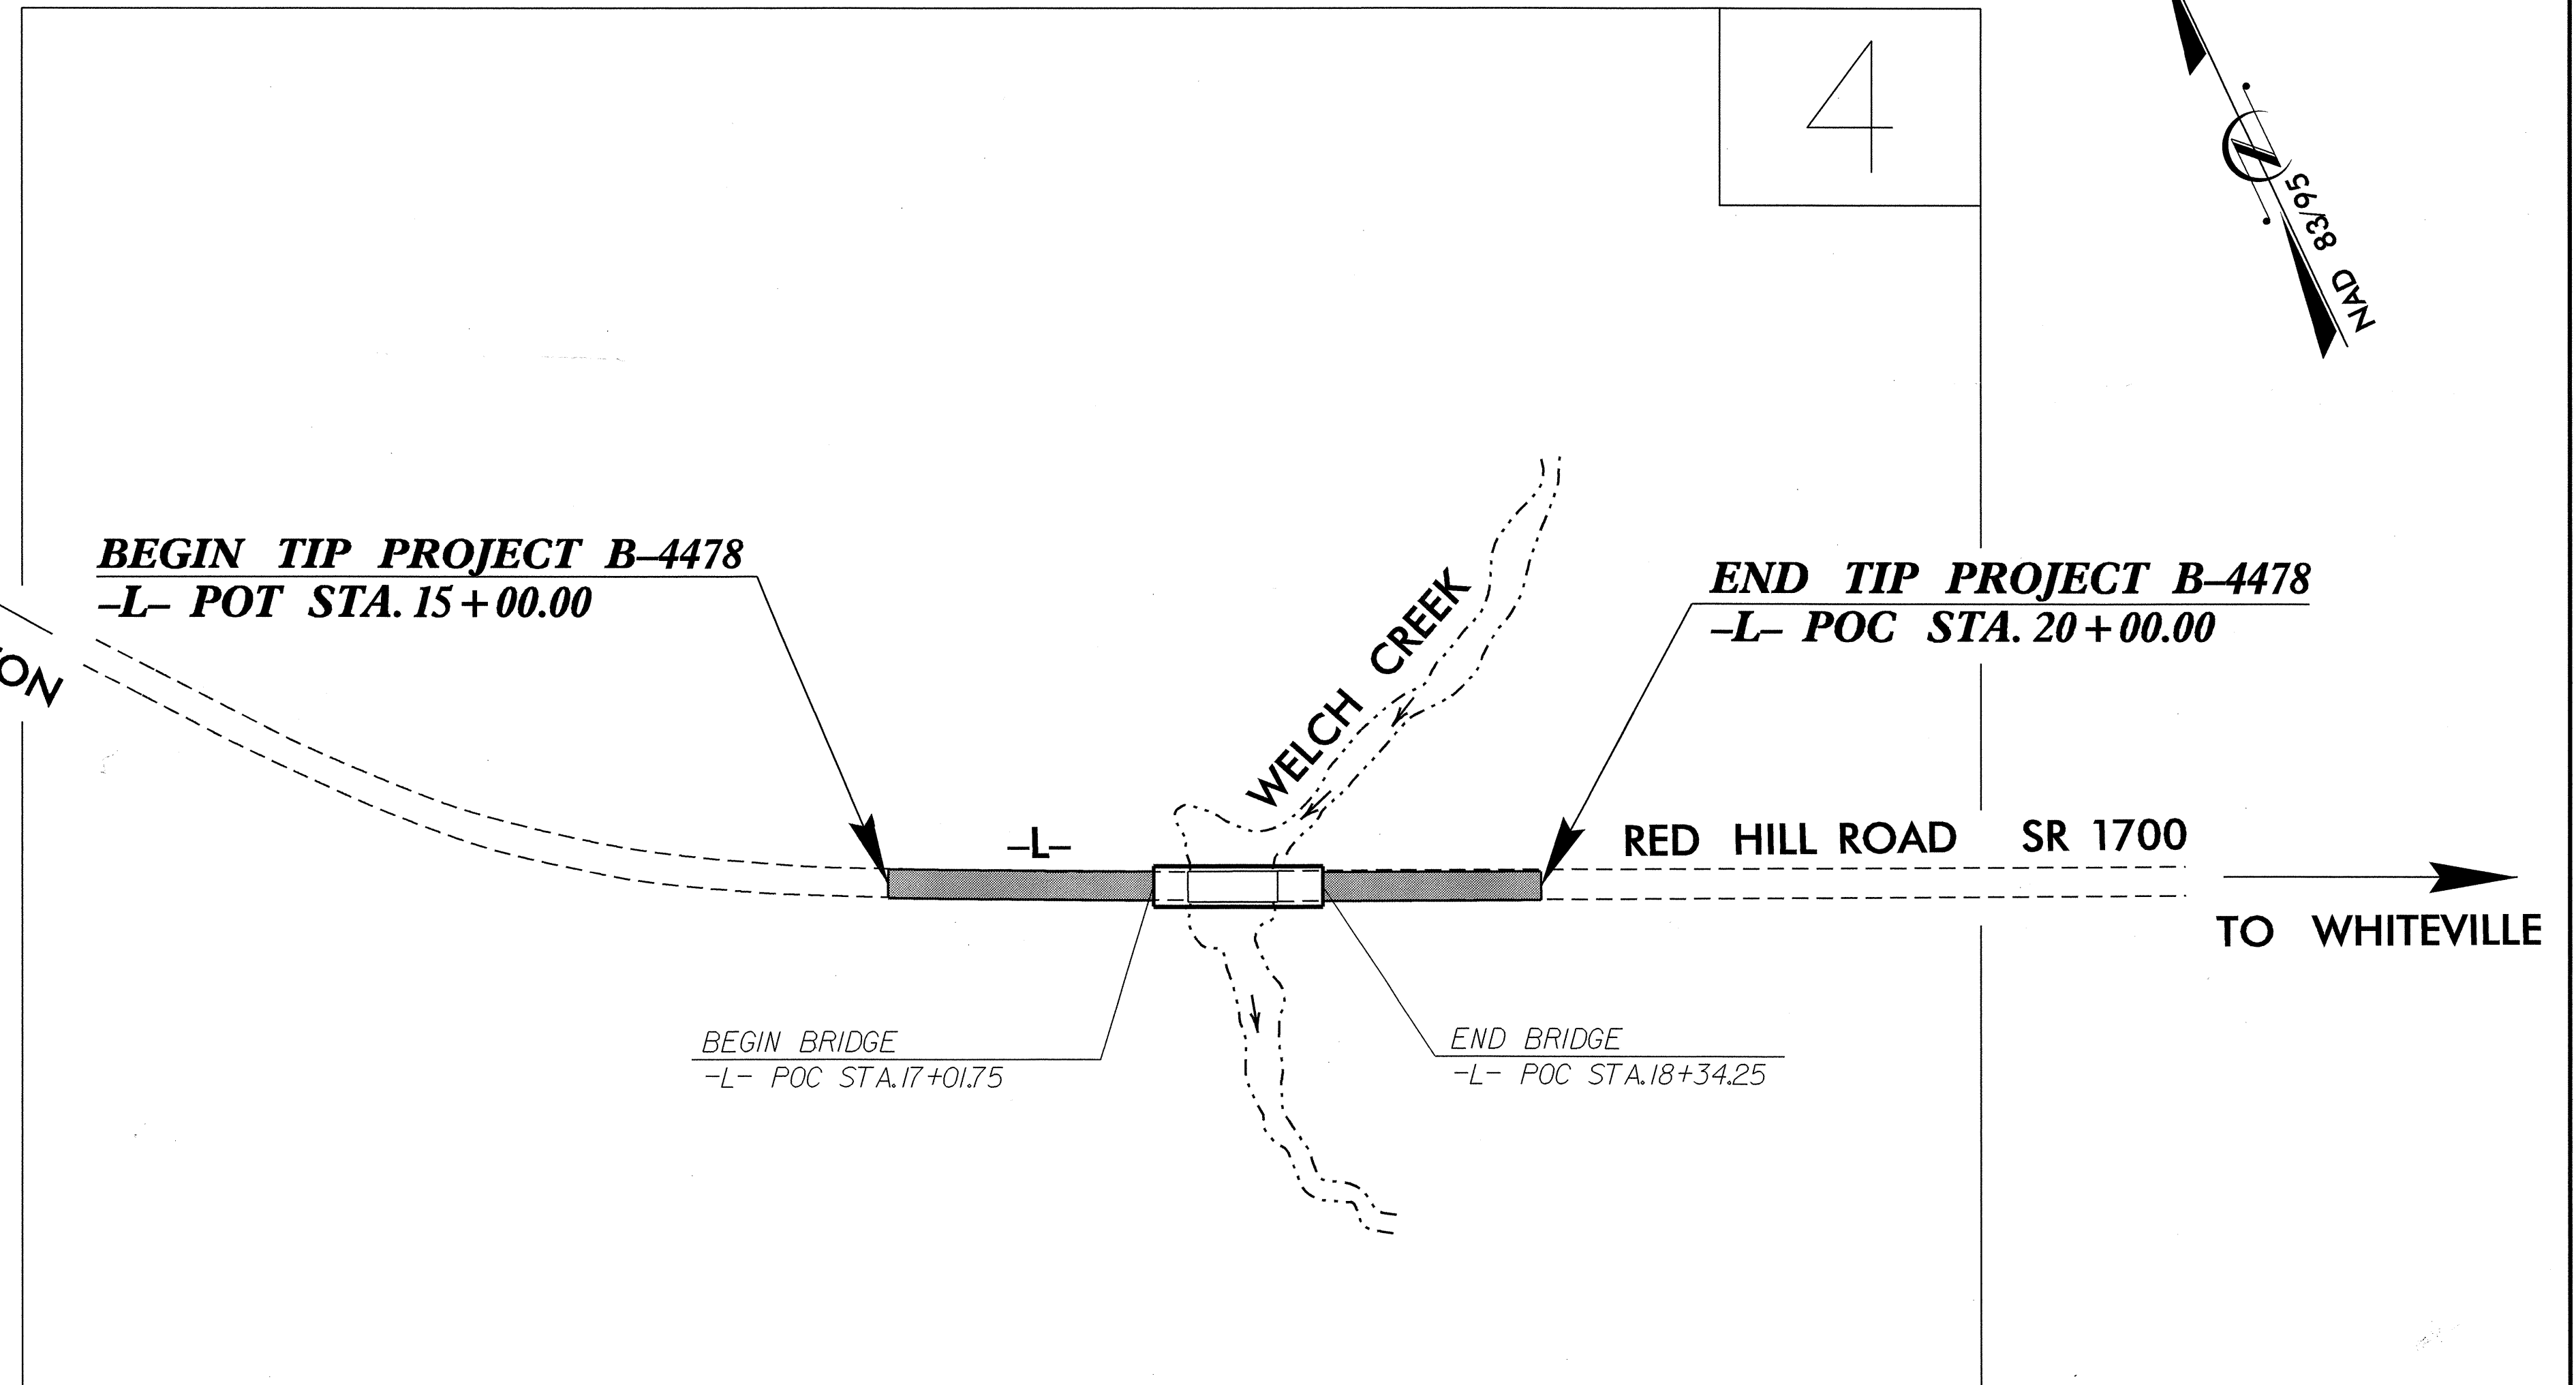 4
NAD 83/95
BEGIN TIP PROJECT B–4478
–L– POT STA. 15+00.00
END TIP PROJECT B–4478
–L– POC STA. 20+00.00
WELCH CREEK
–L–
RED HILL ROAD SR 1700
TO WHITEVILLE
BEGIN BRIDGE
-L- POC STA.17+01.75
END BRIDGE
-L- POC STA.18+34.25